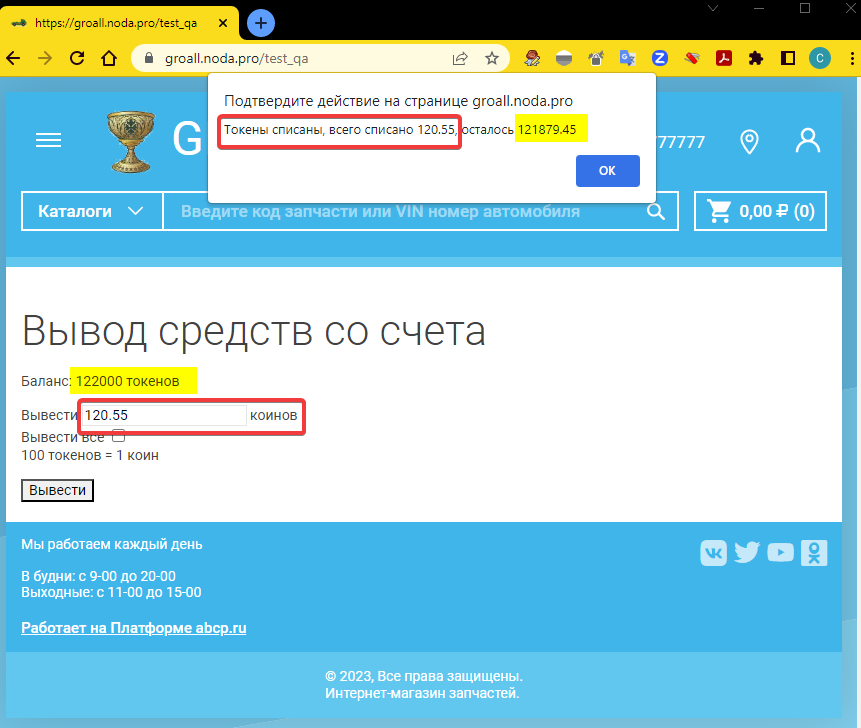 https://groall.noda.pro/test_qa
groall.noda.pro/test_qa
C
Подтвердите действие на странице groall.noda.pro
Токены списаны, всего списано 120.55, осталось 121879.45
ОК
G
777777
Каталоги
Введите код запчасти или VIN номер автомобиля
0,00 ₽ (0)
Вывод средств со счета
Баланс: 122000 токенов
Вывести 120.55 коинов
Вывести все
100 токенов = 1 коин
Вывести
Мы работаем каждый день
В будни: с 9-00 до 20-00
Выходные: с 11-00 до 15-00
Работает на Платформе abcp.ru
© 2023, Все права защищены.
Интернет-магазин запчастей.